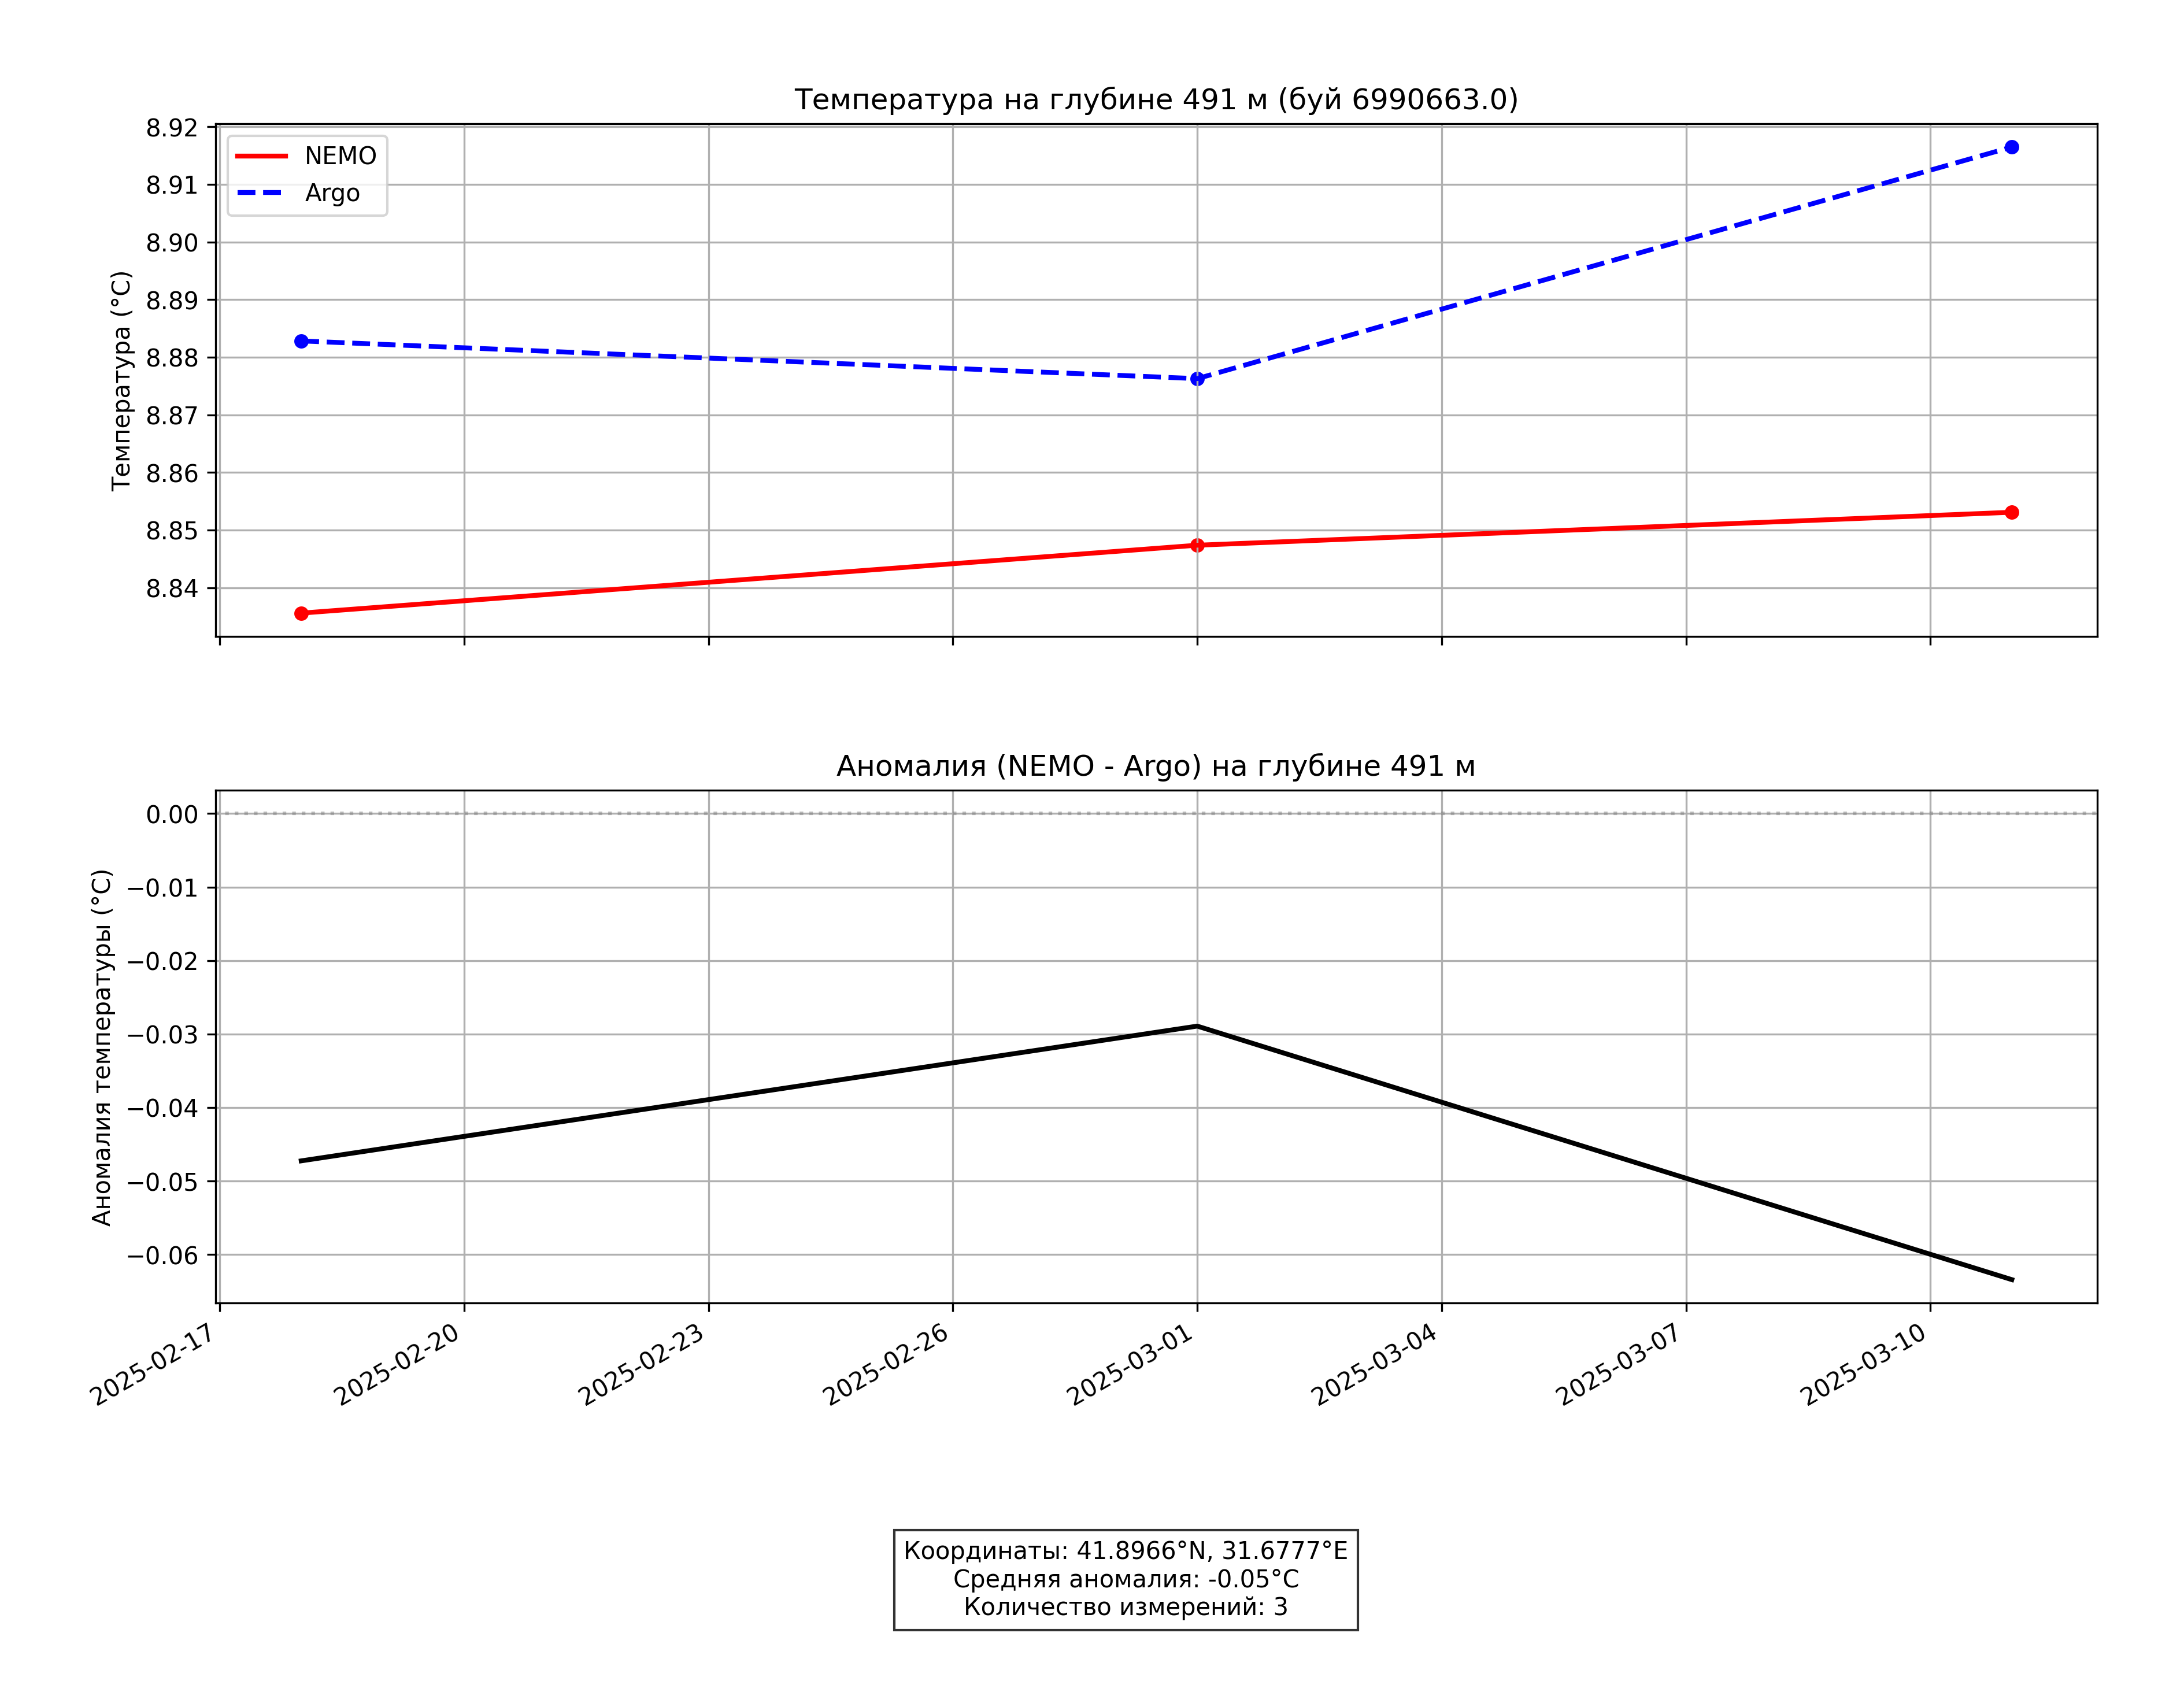 Температура на глубине 491 м (буй 6990663.0)
8.92
8.91
8.90
8.89
8.88
8.87
8.86
8.85
8.84
Температура (°C)
NEMO
Argo
Аномалия (NEMO - Argo) на глубине 491 м
0.00
−0.01
−0.02
−0.03
−0.04
−0.05
−0.06
Аномалия температуры (°C)
2025-02-17
2025-02-20
2025-02-23
2025-02-26
2025-03-01
2025-03-04
2025-03-07
2025-03-10
Координаты: 41.8966°N, 31.6777°E
Средняя аномалия: -0.05°C
Количество измерений: 3